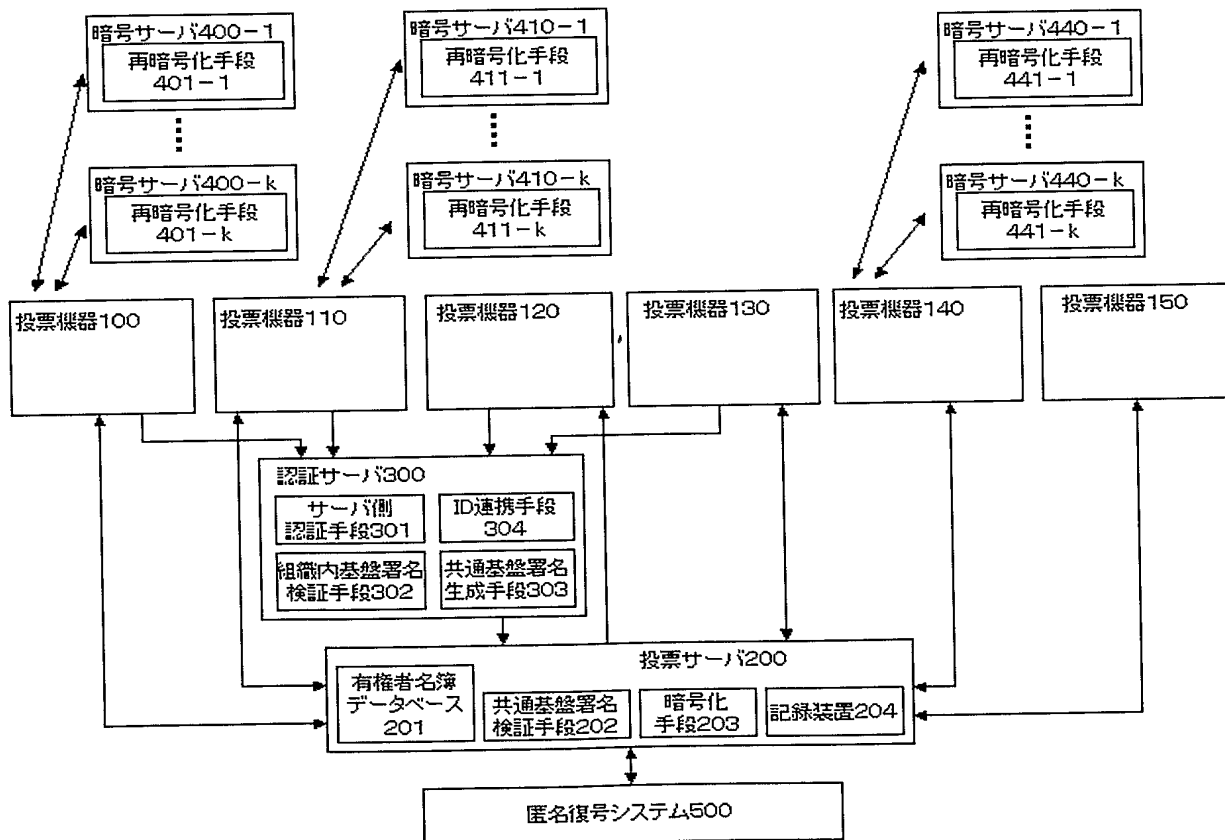 暗号サーバ400-1
再暗号化手段
401-1
暗号サーバ410-1
再暗号化手段
411-1
暗号サーバ440-1
再暗号化手段
441-1
暗号サーバ400-k
再暗号化手段
401-k
暗号サーバ410-k
再暗号化手段
411-k
暗号サーバ440-k
再暗号化手段
441-k
投票機器100
投票機器110
投票機器120
投票機器130
投票機器140
投票機器150
認証サーバ300
サーバ側
認証手段301
ID連携手段
304
組織内基盤署名
検証手段302
共通基盤署名
生成手段303
投票サーバ200
有権者名簿
データベース
201
共通基盤署名
検証手段202
暗号化
手段203
記録装置204
匿名復号システム500